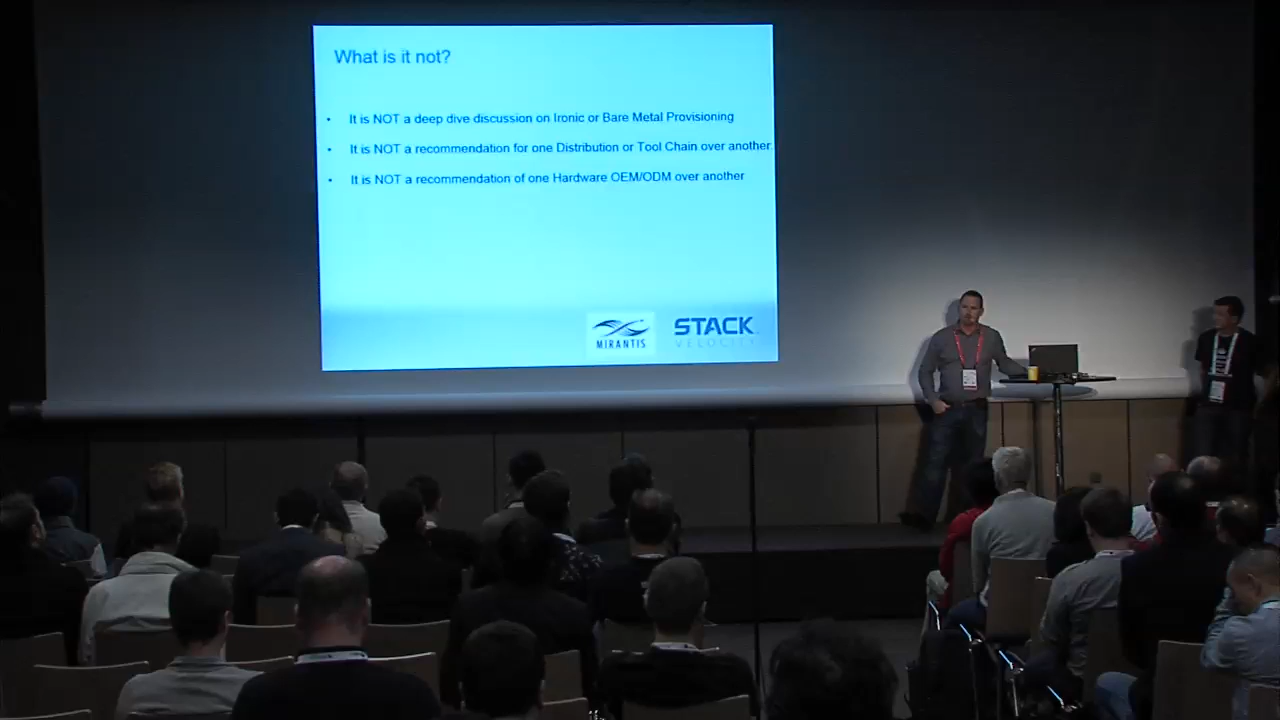 What is it not?
• It is NOT a deep dive discussion on Ironic or Bare Metal Provisioning
• It is NOT a recommendation for one Distribution or Tool Chain over another
• It is NOT a recommendation of one Hardware OEM/ODM over another
MIRANTIS
STACK
VELOCITY